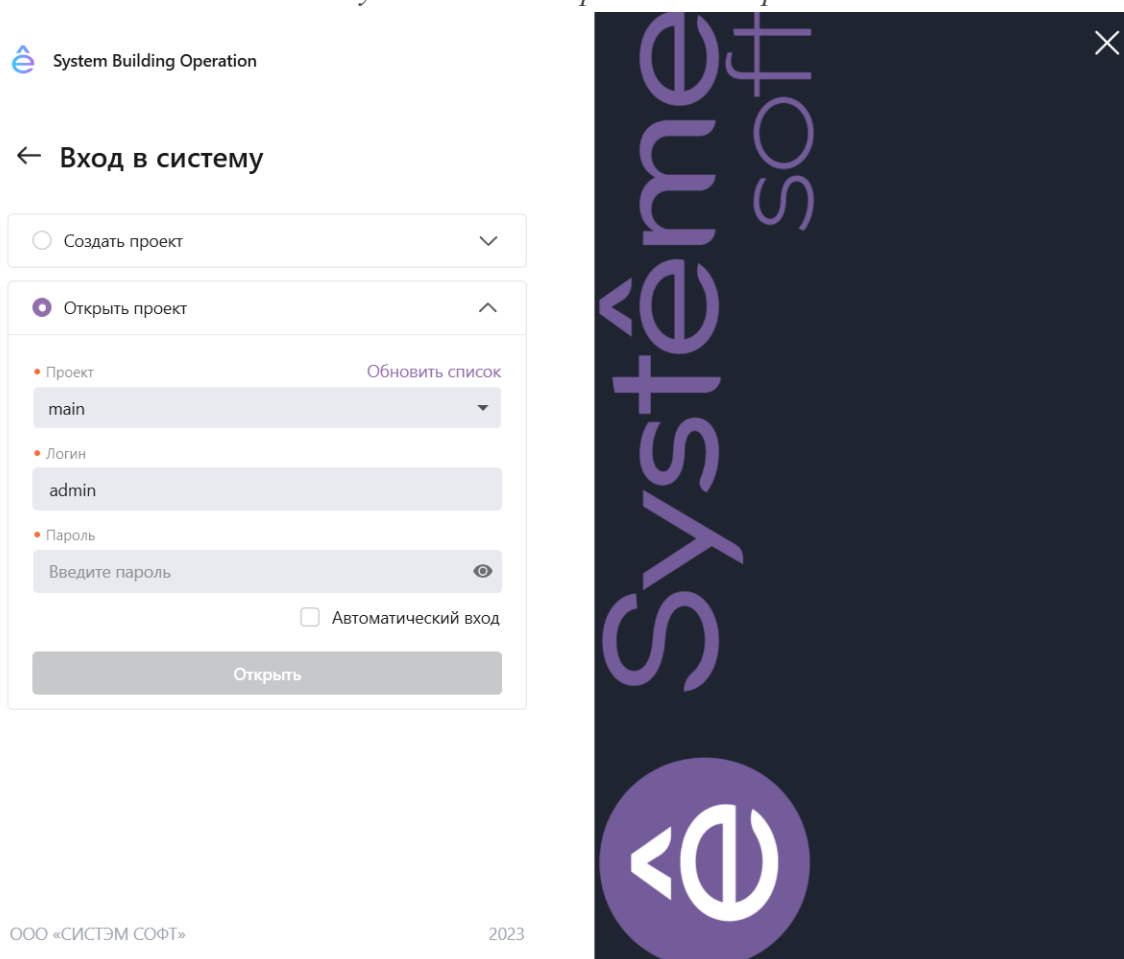 System Building Operation
← Вход в систему
Создать проект
Открыть проект
• Проект
Обновить список
main
• Логин
admin
• Пароль
Введите пароль
Автоматический вход
Открыть
ООО «СИСТЭМ СОФТ»
2023
Systême
soft
ê